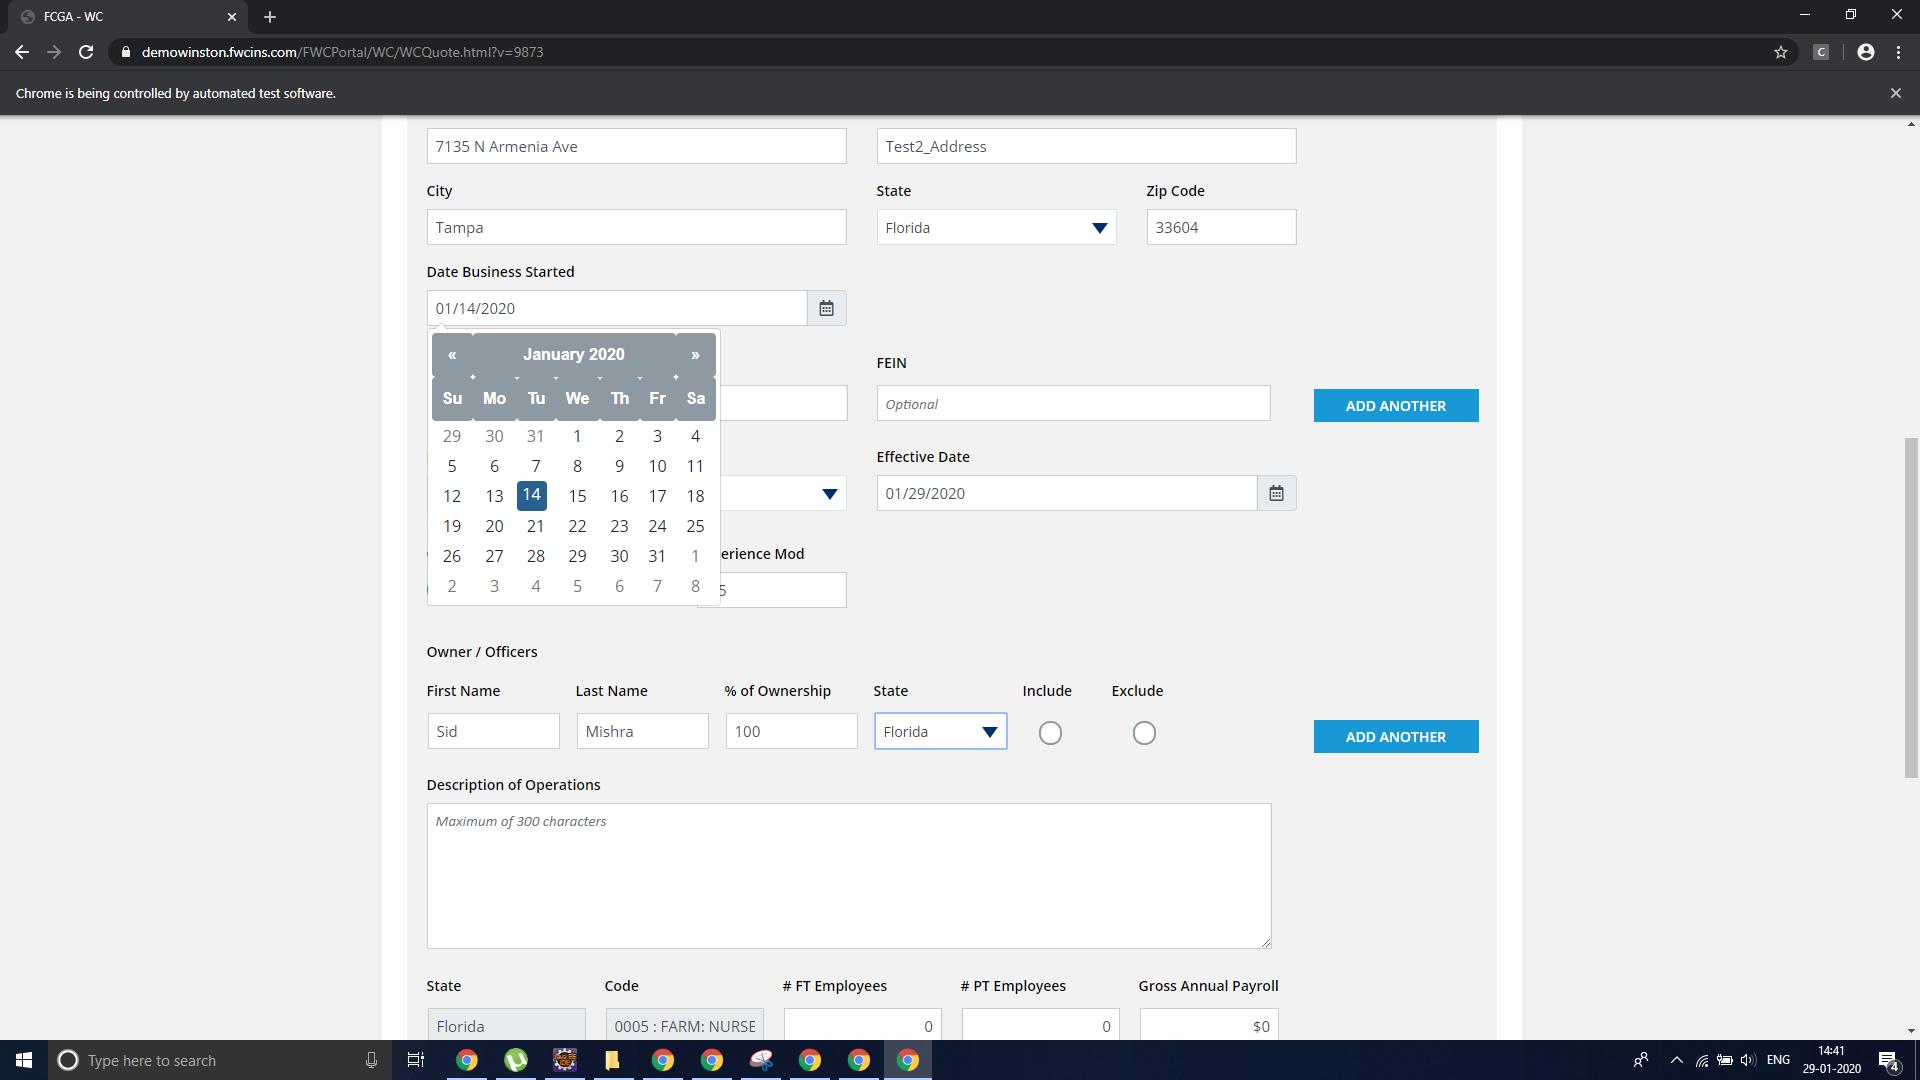 FCGA - WC
demowinston.fwcins.com/FWCPortal/WC/WCQuote.html?v=9873
C
Chrome is being controlled by automated test software.
7135 N Armenia Ave
Test2_Address
City
State
Zip Code
Tampa
Florida
33604
Date Business Started
01/14/2020
« January 2020 »
Su Mo Tu We Th Fr Sa
29 30 31 1 2 3 4
5 6 7 8 9 10 11
12 13 14 15 16 17 18
19 20 21 22 23 24 25
26 27 28 29 30 31 1
2 3 4 5 6 7 8
FEIN
Optional
ADD ANOTHER
Effective Date
01/29/2020
erience Mod
5
Owner / Officers
First Name
Last Name
% of Ownership
State
Include
Exclude
Sid
Mishra
100
Florida
ADD ANOTHER
Description of Operations
Maximum of 300 characters
State
Code
# FT Employees
# PT Employees
Gross Annual Payroll
Florida
0005 : FARM: NURSE
0
0
$0
Type here to search
ENG
14:41
29-01-2020
4